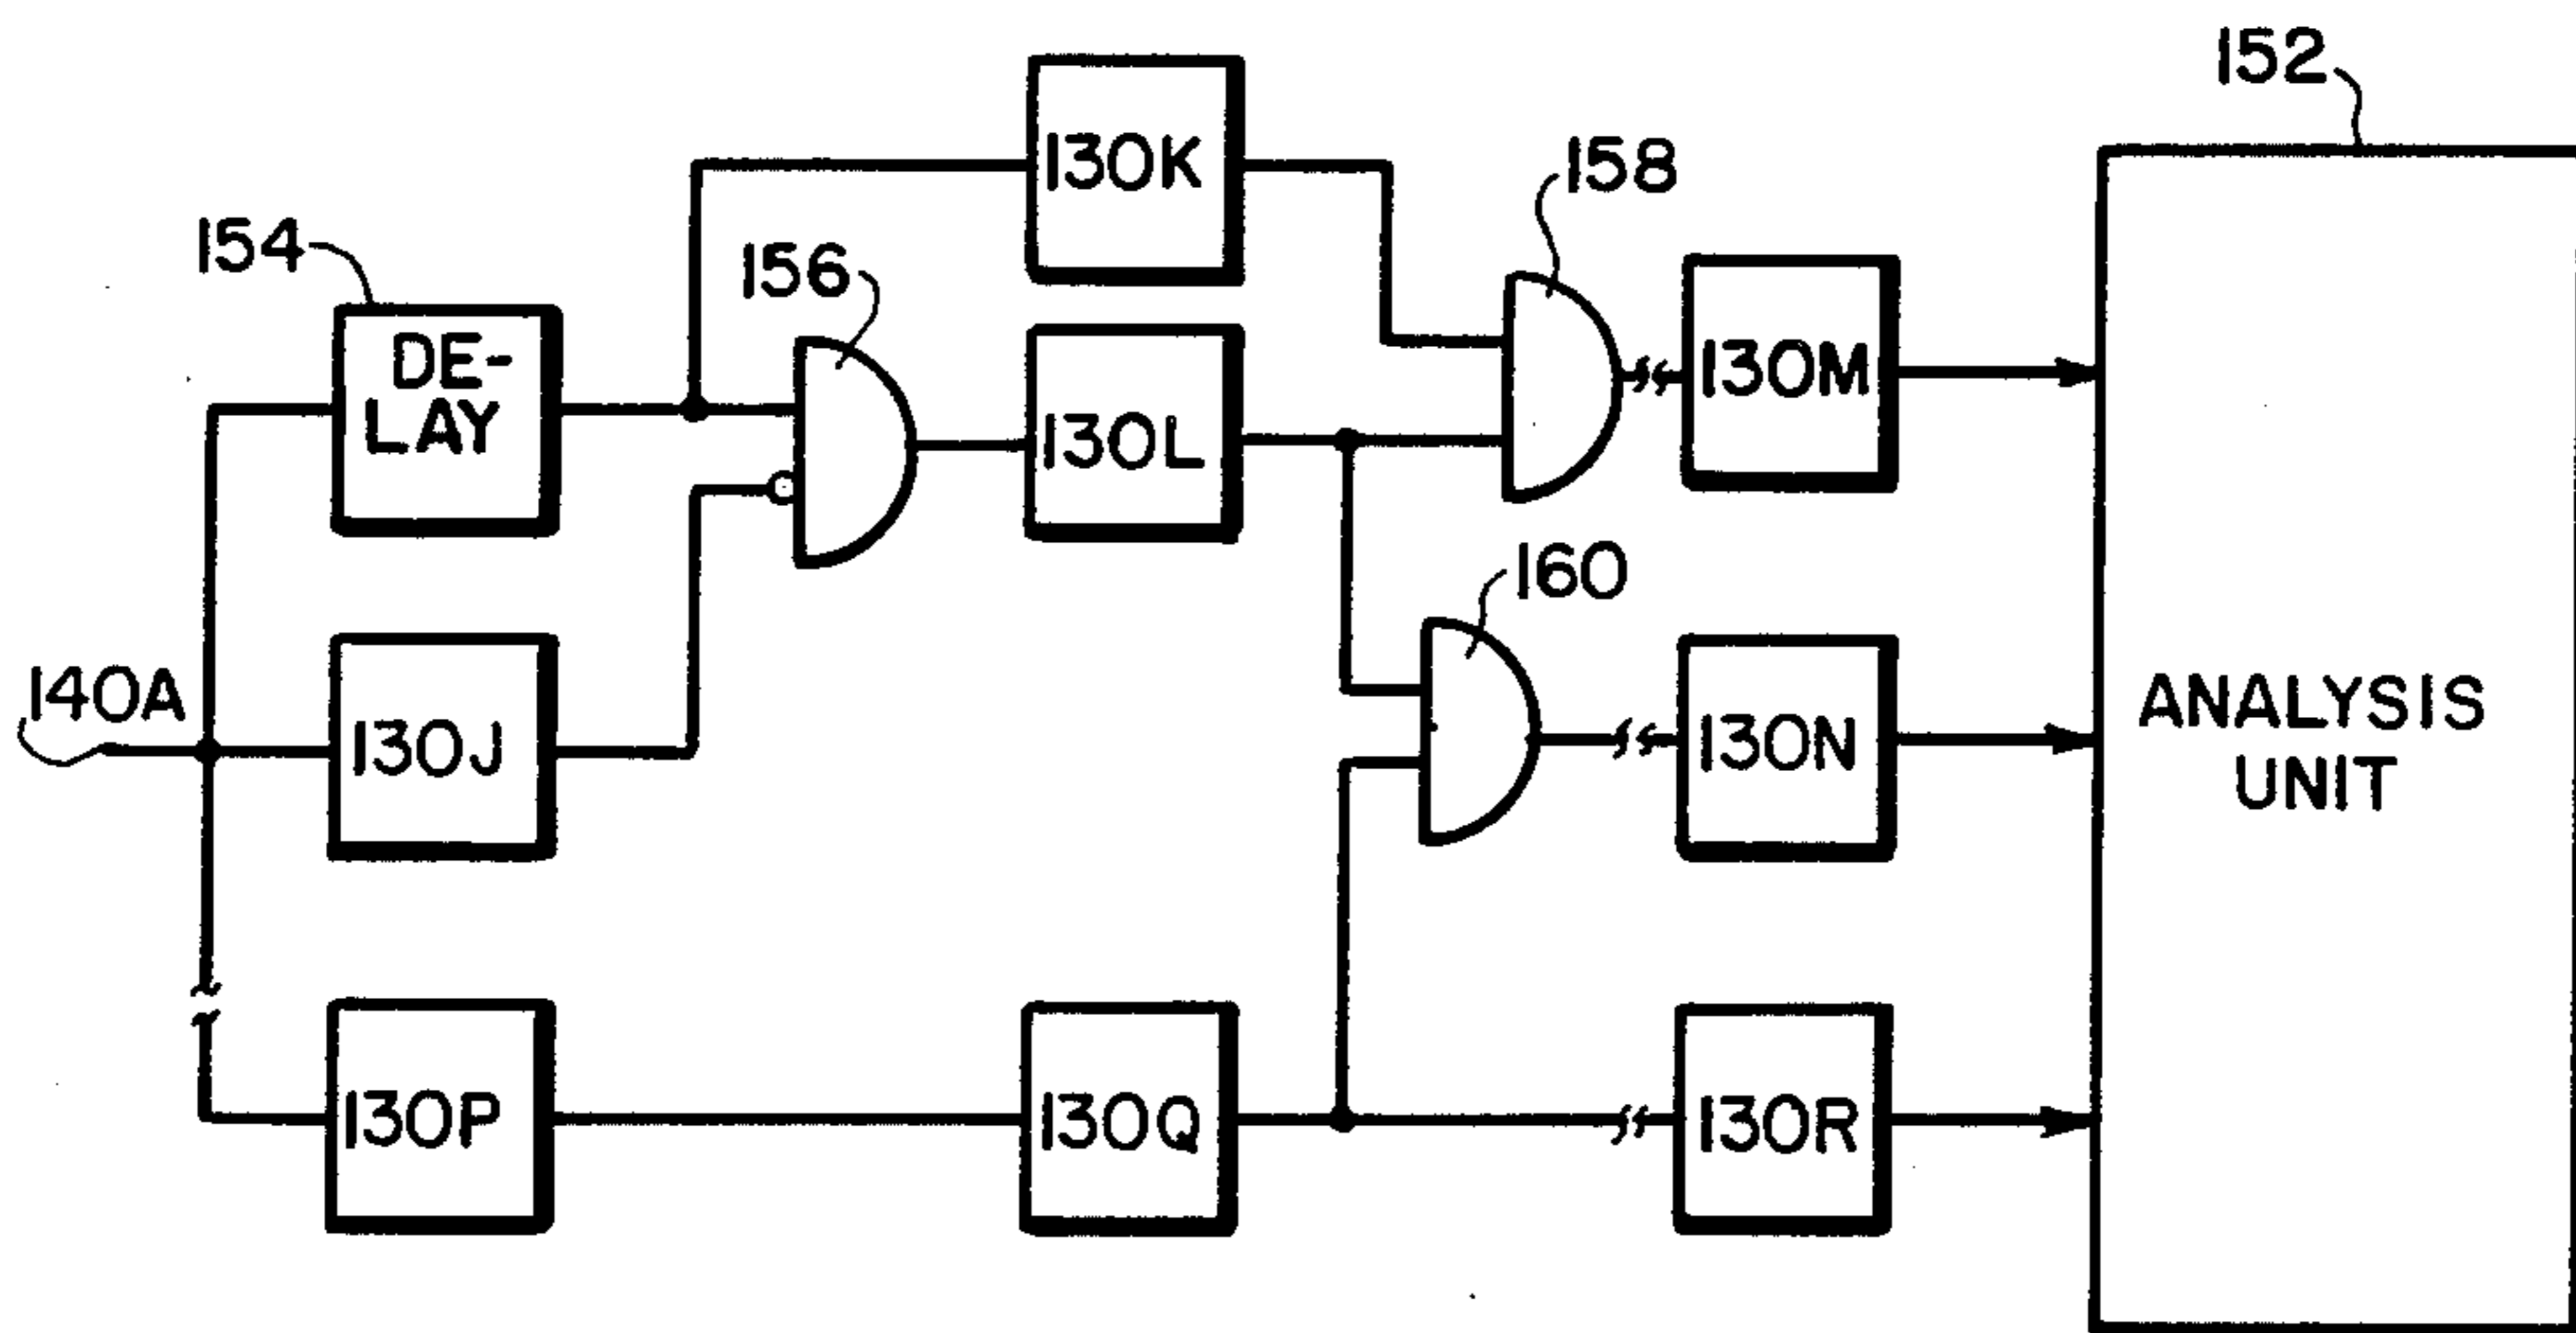 152
130K
158
154
156
DE-
LAY
130M
130L
160
140A
130J
130N
ANALYSIS
UNIT
130P
130Q
130R